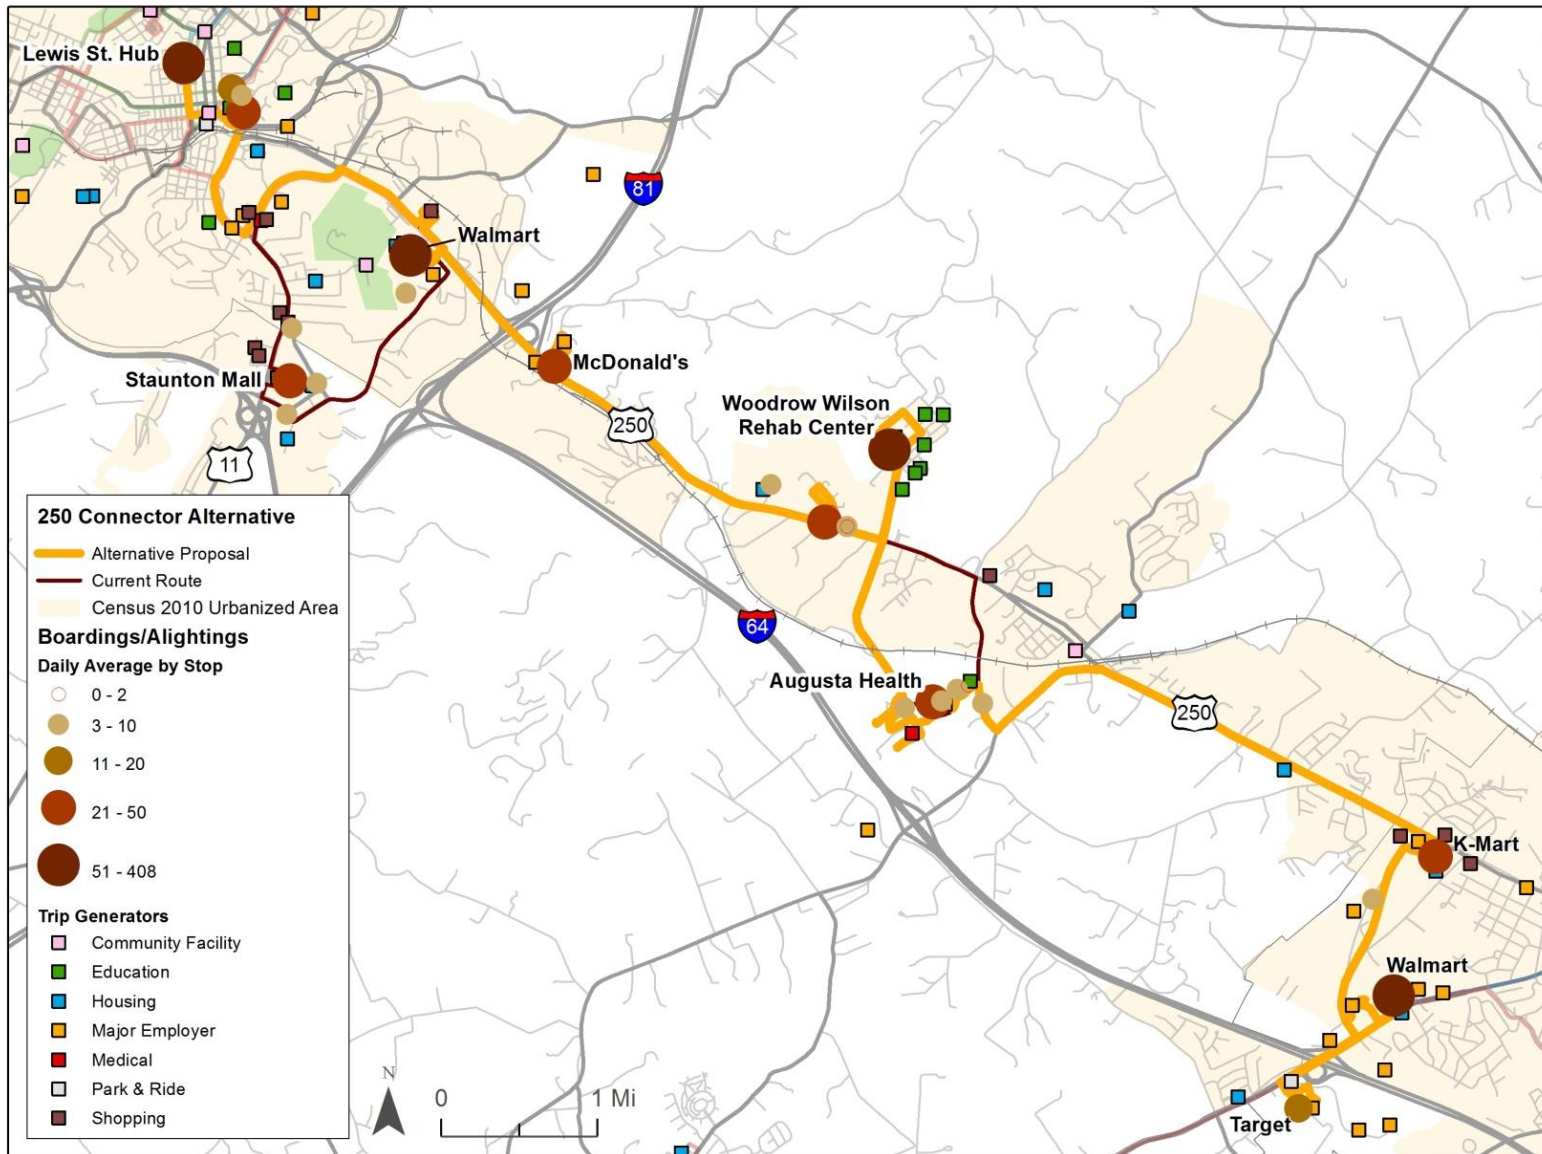 Lewis St. Hub
81
Walmart
McDonald's
Staunton Mall
250
Woodrow Wilson
Rehab Center
11
64
Augusta Health
250
K-Mart
Walmart
Target
250 Connector Alternative
Alternative Proposal
Current Route
Census 2010 Urbanized Area
Boardings/Alightings
Daily Average by Stop
0 - 2
3 - 10
11 - 20
21 - 50
51 - 408
Trip Generators
Community Facility
Education
Housing
Major Employer
Medical
Park & Ride
Shopping
N
0 1 Mi